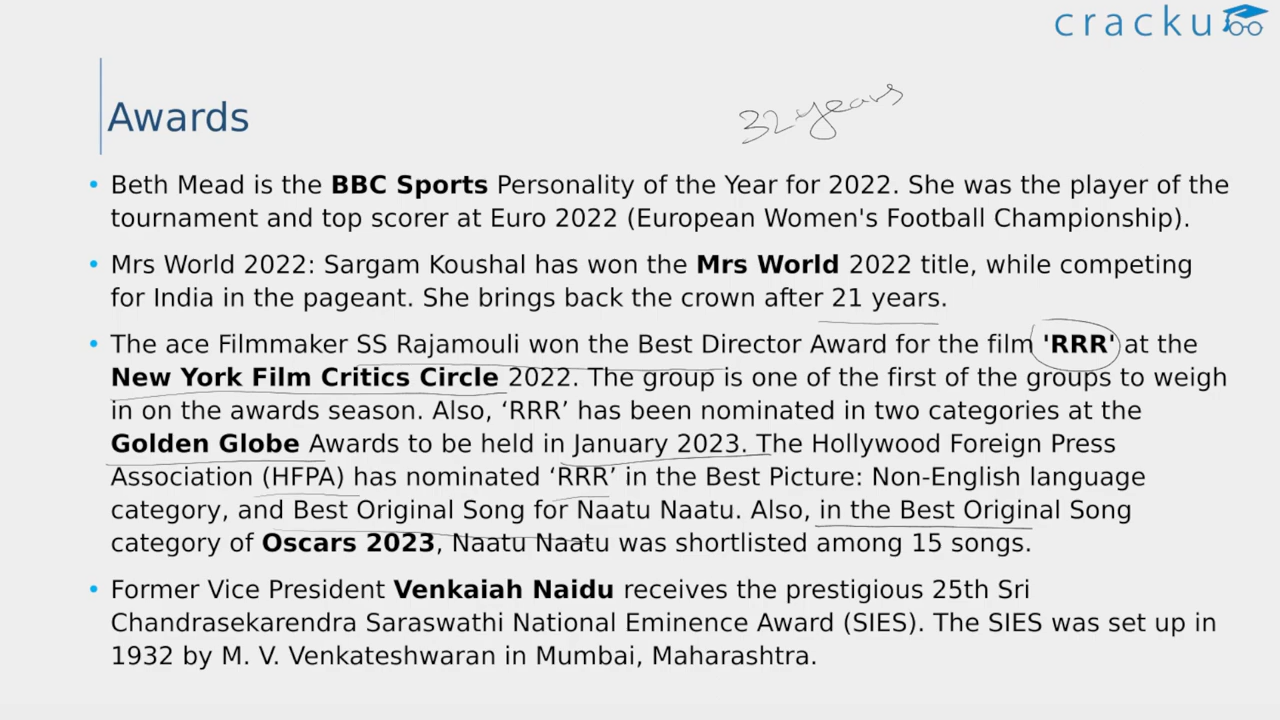 cracku
32 years
Awards
• Beth Mead is the BBC Sports Personality of the Year for 2022. She was the player of the
tournament and top scorer at Euro 2022 (European Women's Football Championship).
• Mrs World 2022: Sargam Koushal has won the Mrs World 2022 title, while competing
for India in the pageant. She brings back the crown after 21 years.
• The ace Filmmaker SS Rajamouli won the Best Director Award for the film 'RRR' at the
New York Film Critics Circle 2022. The group is one of the first of the groups to weigh
in on the awards season. Also, ‘RRR’ has been nominated in two categories at the
Golden Globe Awards to be held in January 2023. The Hollywood Foreign Press
Association (HFPA) has nominated ‘RRR’ in the Best Picture: Non-English language
category, and Best Original Song for Naatu Naatu. Also, in the Best Original Song
category of Oscars 2023, Naatu Naatu was shortlisted among 15 songs.
• Former Vice President Venkaiah Naidu receives the prestigious 25th Sri
Chandrasekarendra Saraswathi National Eminence Award (SIES). The SIES was set up in
1932 by M. V. Venkateshwaran in Mumbai, Maharashtra.